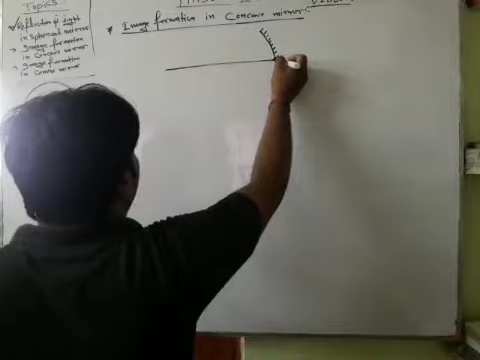 Topics:-
Reflection of light
in spherical mirrors
→ Image formation
in Concave mirror
→ Image formation
in Convex mirror
* Image formation in Concave mirror:-